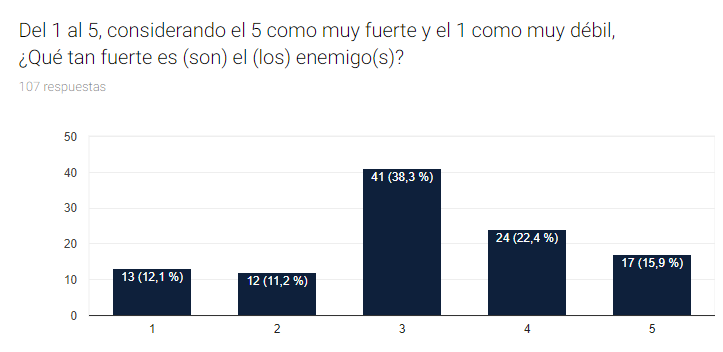 Del 1 al 5, considerando el 5 como muy fuerte y el 1 como muy débil,
¿Qué tan fuerte es (son) el (los) enemigo(s)?
107 respuestas
50
40
30
20
10
0
13 (12,1 %)
12 (11,2 %)
41 (38,3 %)
24 (22,4 %)
17 (15,9 %)
1
2
3
4
5